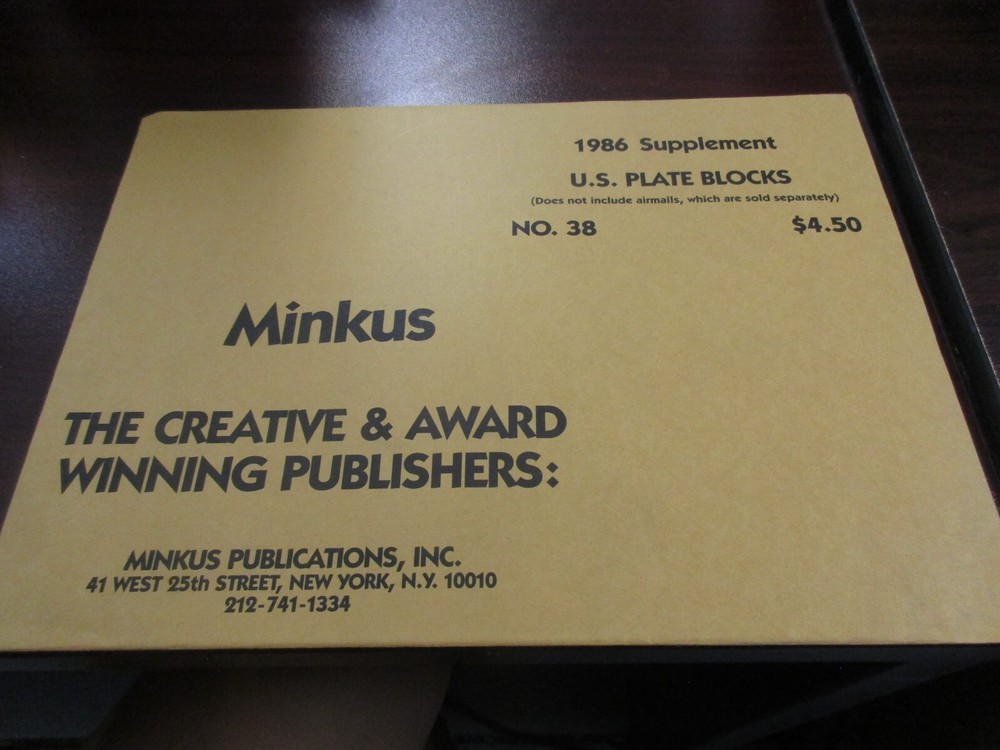 1986 Supplement
U.S. PLATE BLOCKS
(Does not include airmails, which are sold separately)
NO. 38 $4.50
Minkus
THE CREATIVE & AWARD
WINNING PUBLISHERS:
MINKUS PUBLICATIONS, INC.
41 WEST 25th STREET, NEW YORK, N.Y. 10010
212-741-1334